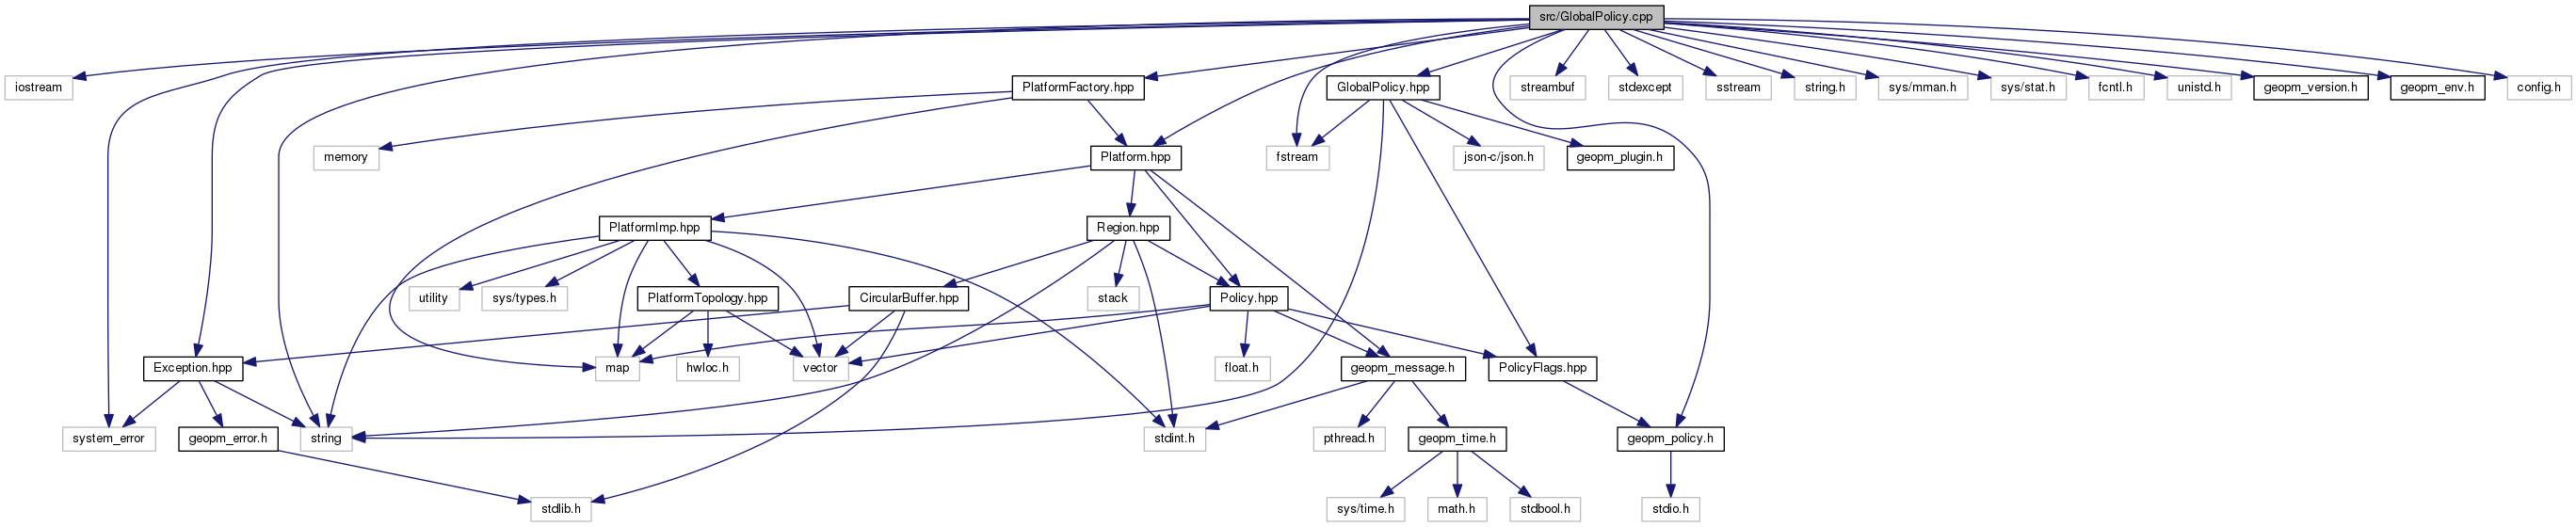 src/GlobalPolicy.cpp
iostream
PlatformFactory.hpp
GlobalPolicy.hpp
streambuf
stdexcept
sstream
string.h
sys/mman.h
sys/stat.h
fcntl.h
unistd.h
geopm_version.h
geopm_env.h
config.h
memory
Platform.hpp
fstream
json-c/json.h
geopm_plugin.h
PlatformImp.hpp
Region.hpp
utility
sys/types.h
PlatformTopology.hpp
CircularBuffer.hpp
stack
Policy.hpp
Exception.hpp
map
hwloc.h
vector
float.h
geopm_message.h
PolicyFlags.hpp
system_error
geopm_error.h
string
stdint.h
pthread.h
geopm_time.h
geopm_policy.h
stdlib.h
sys/time.h
math.h
stdbool.h
stdio.h